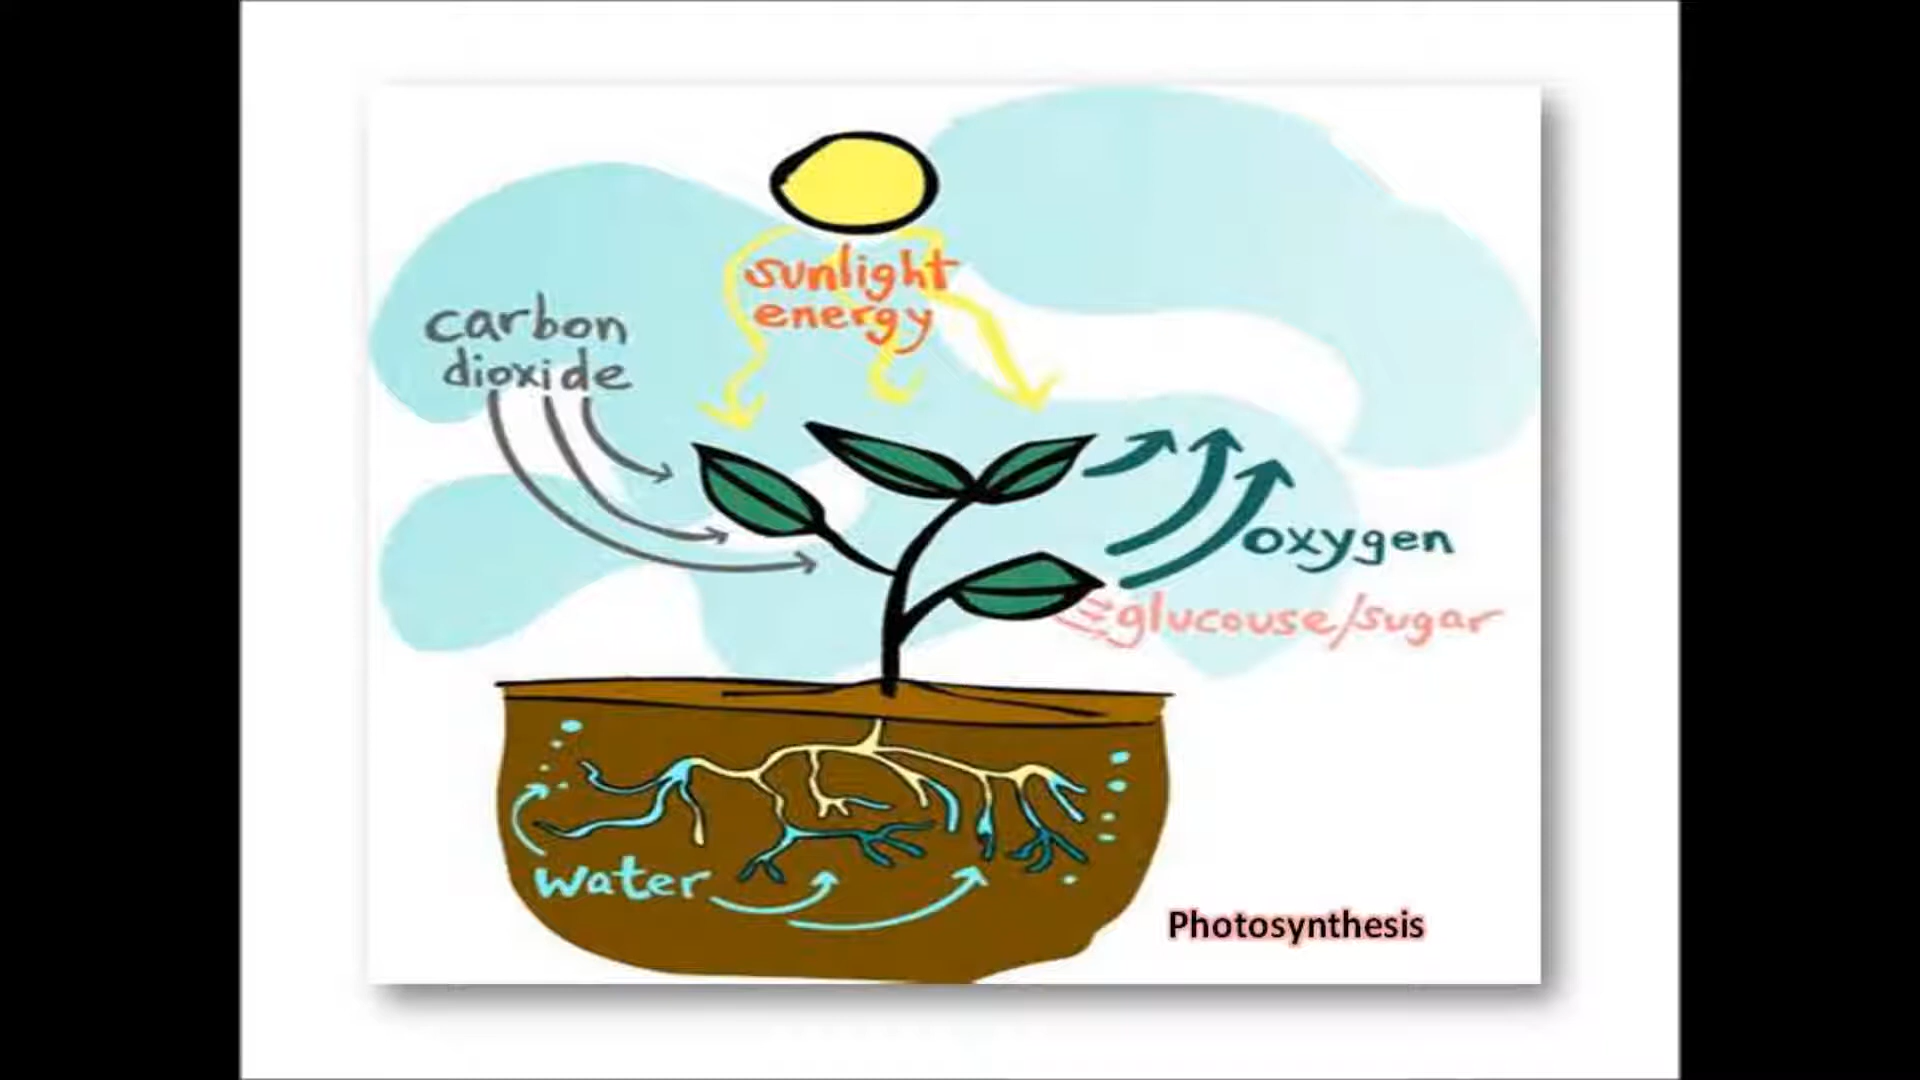 sunlight
energy
carbon
dioxide
oxygen
glucouse/sugar
water
Photosynthesis